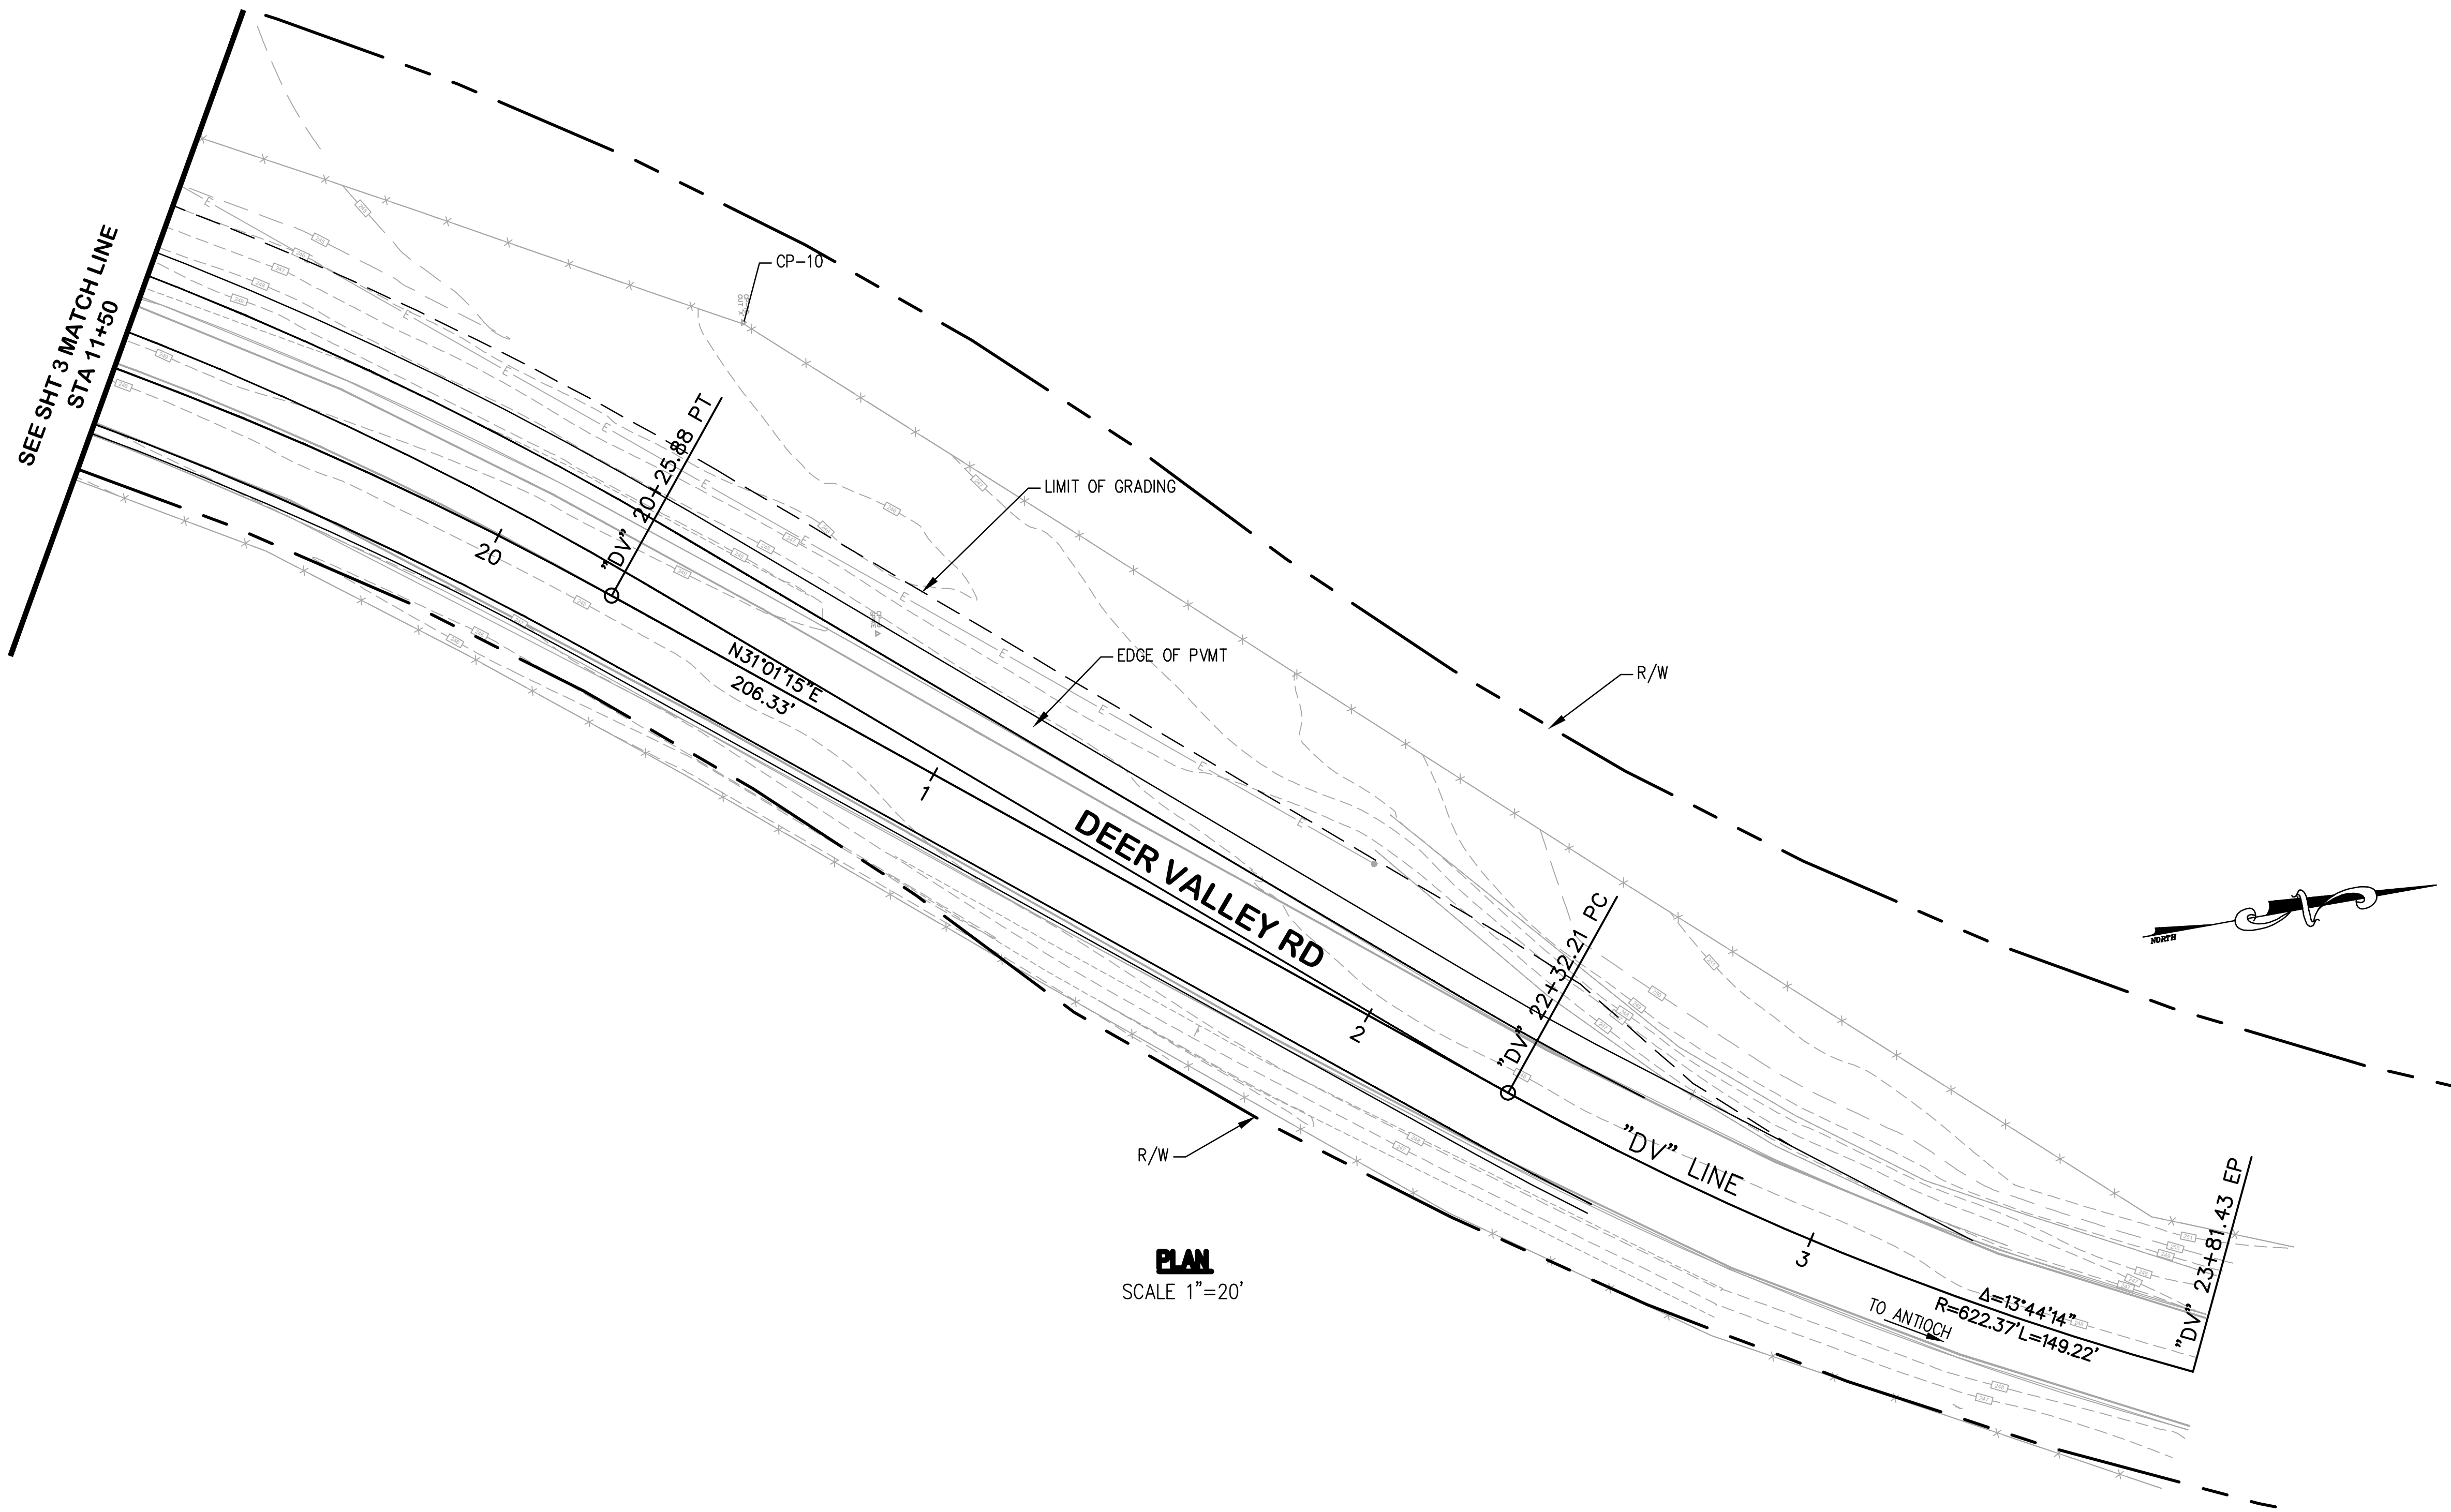 SEE SHT 3 MATCH LINE
STA 11+50
CP-10
"DV" 20+25.88 PT
LIMIT OF GRADING
20
EDGE OF PVMT
N31°01'15"E
206.33'
R/W
1
DEER VALLEY RD
"DV" 22+32.21 PC
2
NORTH
R/W
"DV" LINE
3
"DV" 23+81.43 EP
PLAN
SCALE 1"=20'
TO ANTIOCH
Δ=13°44'14"
R=622.37' L=149.22'